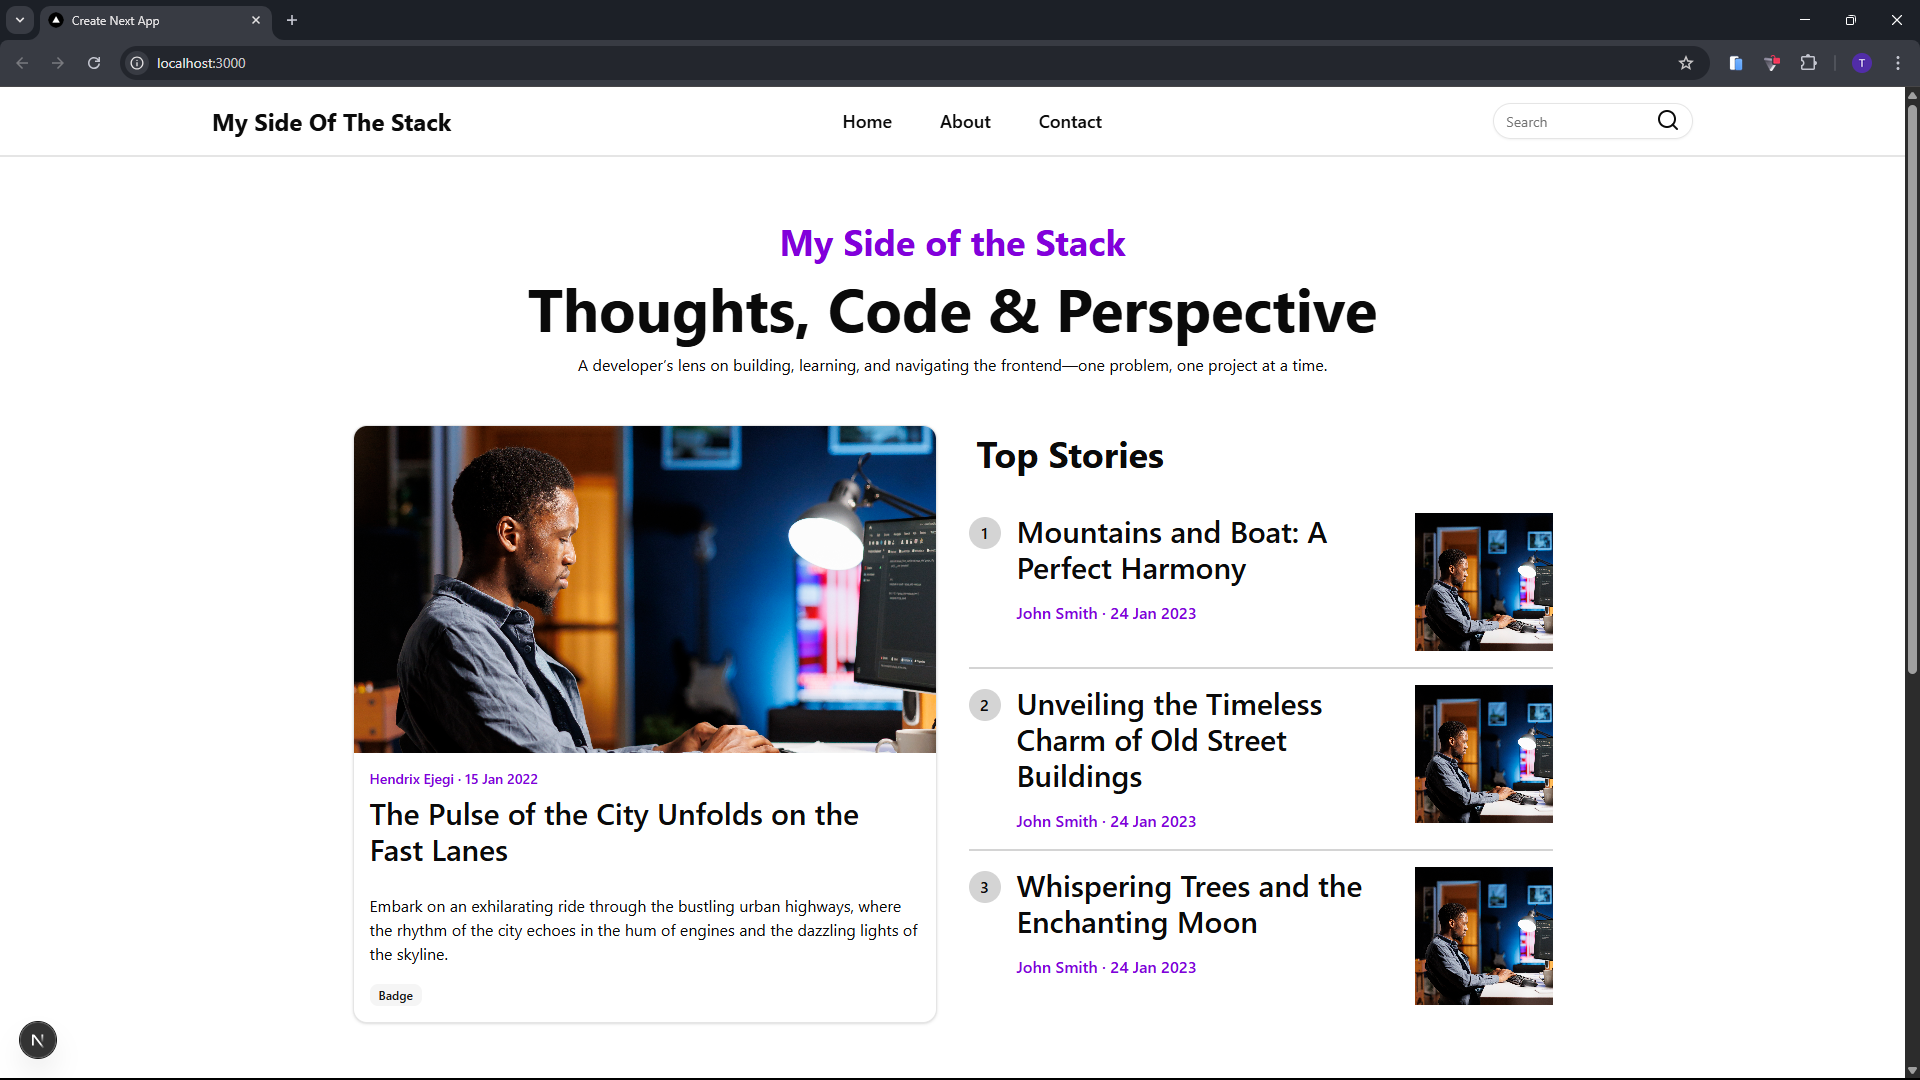 Create Next App
localhost:3000
T
My Side Of The Stack
Home
About
Contact
Search
My Side of the Stack
Thoughts, Code & Perspective
A developer’s lens on building, learning, and navigating the frontend—one problem, one project at a time.
Hendrix Ejegi · 15 Jan 2022
The Pulse of the City Unfolds on the
Fast Lanes
Embark on an exhilarating ride through the bustling urban highways, where
the rhythm of the city echoes in the hum of engines and the dazzling lights of
the skyline.
Badge
Top Stories
1
Mountains and Boat: A
Perfect Harmony
John Smith · 24 Jan 2023
2
Unveiling the Timeless
Charm of Old Street
Buildings
John Smith · 24 Jan 2023
3
Whispering Trees and the
Enchanting Moon
John Smith · 24 Jan 2023
N